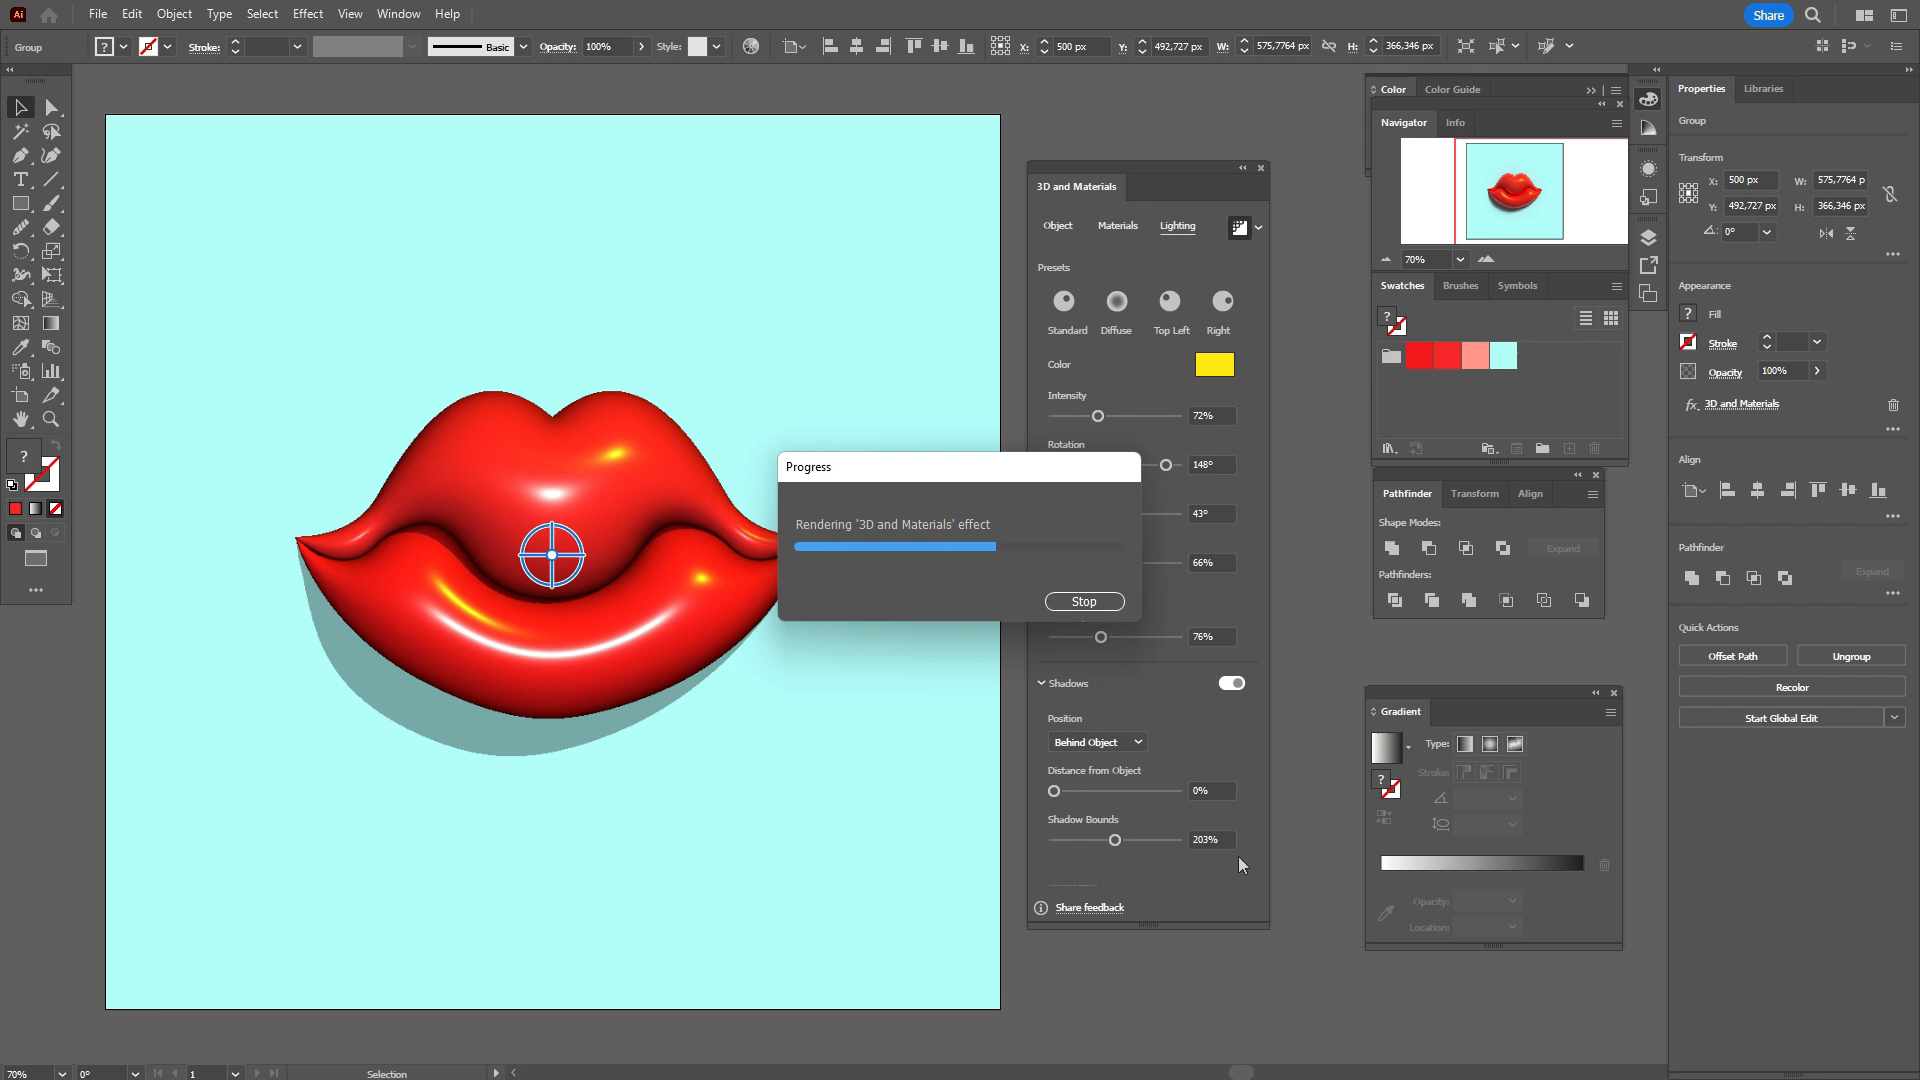 Ai
File Edit Object Type Select Effect View Window Help
Share
Group
?
Stroke:
Basic
Opacity: 100%
Style:
X: 500 px
Y: 492,727 px
W: 575,7764 px
H: 366,346 px
Color Color Guide
Navigator Info
70%
Swatches Brushes Symbols
?
Pathfinder Transform Align
Shape Modes:
Expand
Pathfinders:
Gradient
Type:
Stroke:
?
Opacity:
Location:
3D and Materials
Object Materials Lighting
Presets
Standard Diffuse Top Left Right
Color
Intensity
72%
Rotation
148°
43°
66%
76%
Shadows
Position
Behind Object
Distance from Object
0%
Shadow Bounds
203%
Share feedback
Progress
Rendering '3D and Materials' effect
Stop
Properties Libraries
Group
Transform
X: 500 px W: 575,7764 p
Y: 492,727 px H: 366,346 px
0°
Appearance
? Fill
Stroke
Opacity 100%
fx. 3D and Materials
Align
Pathfinder
Expand
Quick Actions
Offset Path Ungroup
Recolor
Start Global Edit
T
?
70% 0° 1 Selection